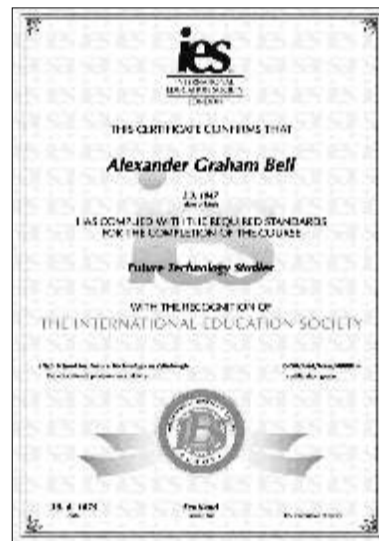 ies
INTERNATIONAL
EDUCATION SOCIETY
LONDON
THIS CERTIFICATE CONFIRMS THAT
Alexander Graham Bell
3.3. 1847
HAS COMPLIED WITH THE REQUIRED STANDARDS
FOR THE COMPLETION OF THE COURSE
Future Technology Studies
WITH THE RECOGNITION OF
THE INTERNATIONAL EDUCATION SOCIETY
IES
Scotland